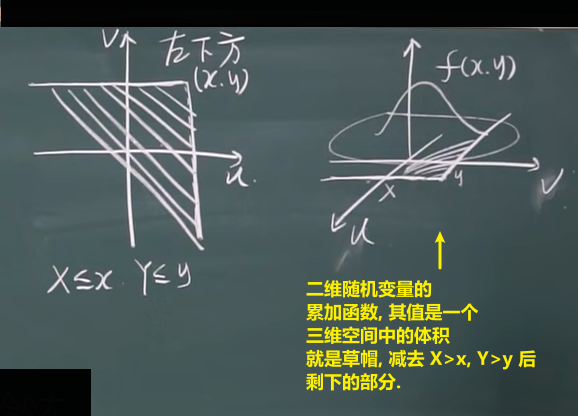 V
左下方
(x.y)
u.
X≤x. Y≤y
f(x.y)
x
y
V
u
二维随机变量的
累加函数, 其值是一个
三维空间中的体积
就是草帽, 减去 X>x, Y>y 后
剩下的部分.